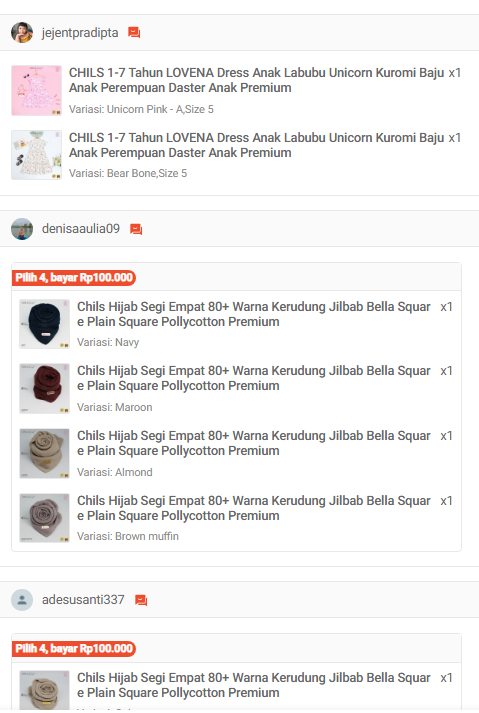 jejentpradipta
CHILS 1-7 Tahun LOVENA Dress Anak Labubu Unicorn Kuromi Baju x1
Anak Perempuan Daster Anak Premium
Variasi: Unicorn Pink - A,Size 5
CHILS 1-7 Tahun LOVENA Dress Anak Labubu Unicorn Kuromi Baju x1
Anak Perempuan Daster Anak Premium
Variasi: Bear Bone,Size 5
denisaaulia09
Pilih 4, bayar Rp100.000
Chils Hijab Segi Empat 80+ Warna Kerudung Jilbab Bella Squar x1
e Plain Square Pollycotton Premium
Variasi: Navy
Chils Hijab Segi Empat 80+ Warna Kerudung Jilbab Bella Squar x1
e Plain Square Pollycotton Premium
Variasi: Maroon
Chils Hijab Segi Empat 80+ Warna Kerudung Jilbab Bella Squar x1
e Plain Square Pollycotton Premium
Variasi: Almond
Chils Hijab Segi Empat 80+ Warna Kerudung Jilbab Bella Squar x1
e Plain Square Pollycotton Premium
Variasi: Brown muffin
adesusanti337
Pilih 4, bayar Rp100.000
Chils Hijab Segi Empat 80+ Warna Kerudung Jilbab Bella Squar x1
e Plain Square Pollycotton Premium